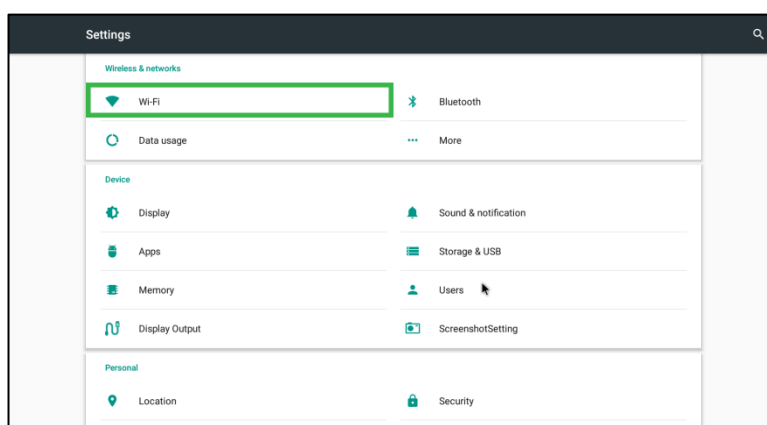 Settings
Wireless & networks
Wi-Fi
Bluetooth
Data usage
More
Device
Display
Sound & notification
Apps
Storage & USB
Memory
Users
Display Output
ScreenshotSetting
Personal
Location
Security